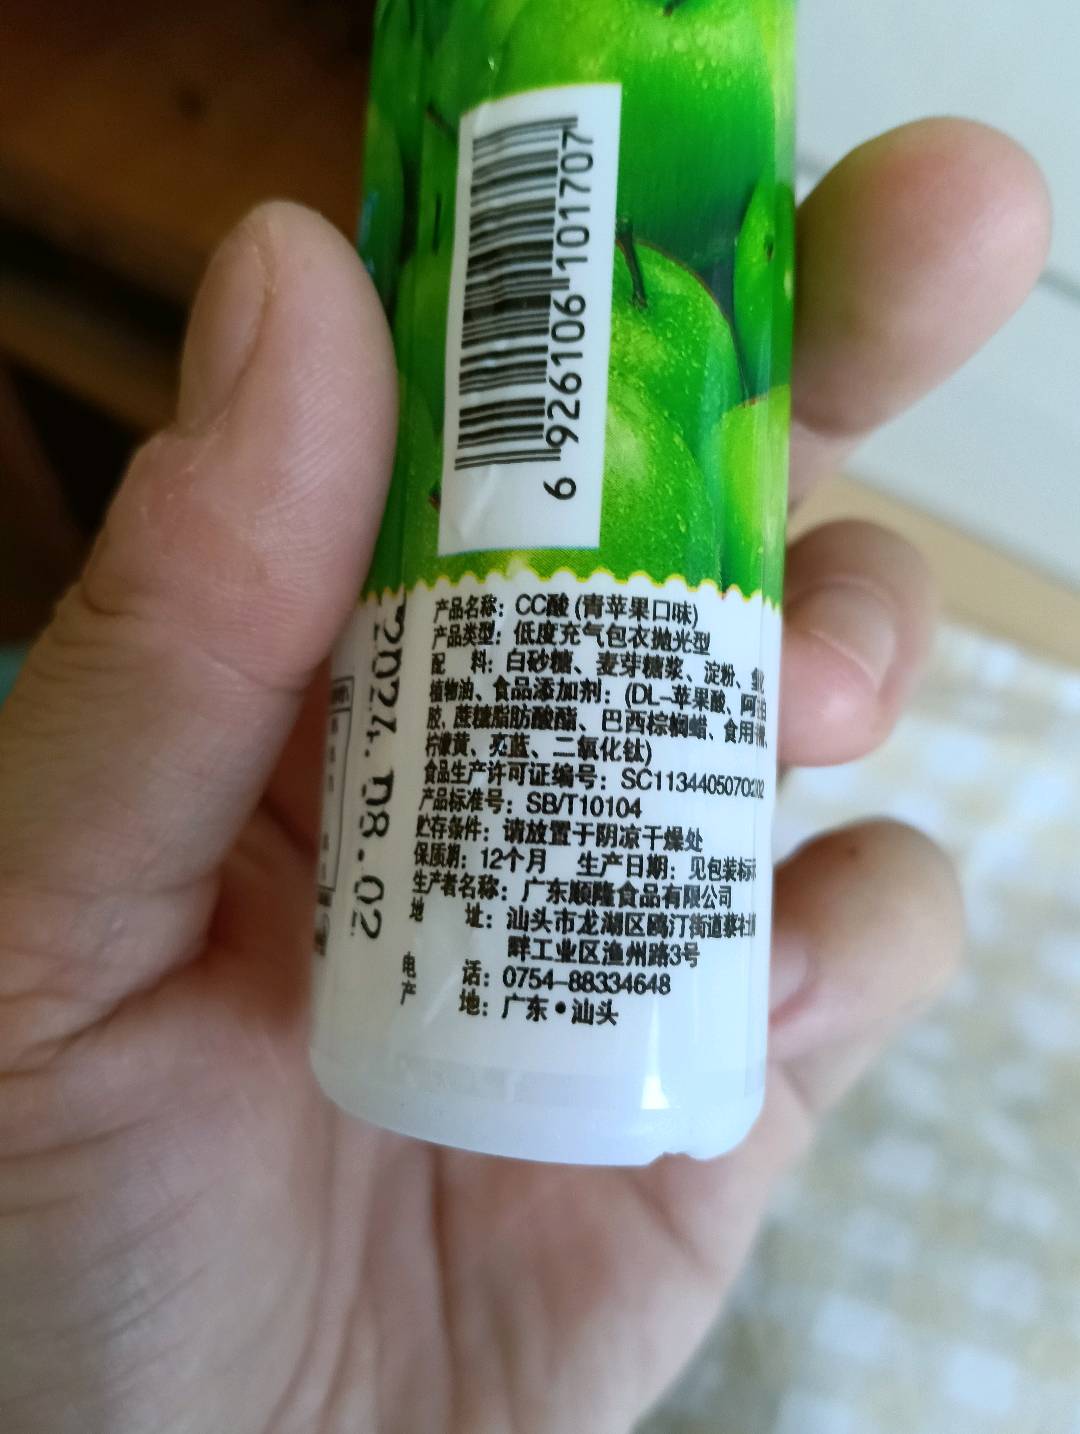 6 926106 101707
产品名称：CC酸(青苹果口味)
产品类型：低度充气包衣抛光型
配 料：白砂糖、麦芽糖浆、淀粉、
植物油、食品添加剂：(DL-苹果酸、阿
胶、蔗糖脂肪酸酯、巴西棕榈蜡、食用
柠檬黄、亮蓝、二氧化钛)
食品生产许可证编号：SC1134405070
产品标准号：SB/T10104
贮存条件：请放置于阴凉干燥处
保质期：12个月 生产日期：见包装标
生产者名称：广东顺隆食品有限公司
地 址：汕头市龙湖区鸥汀街道蔡社
畔工业区渔州路3号
电 话：0754-88334648
产 地：广东·汕头
2024.08.02